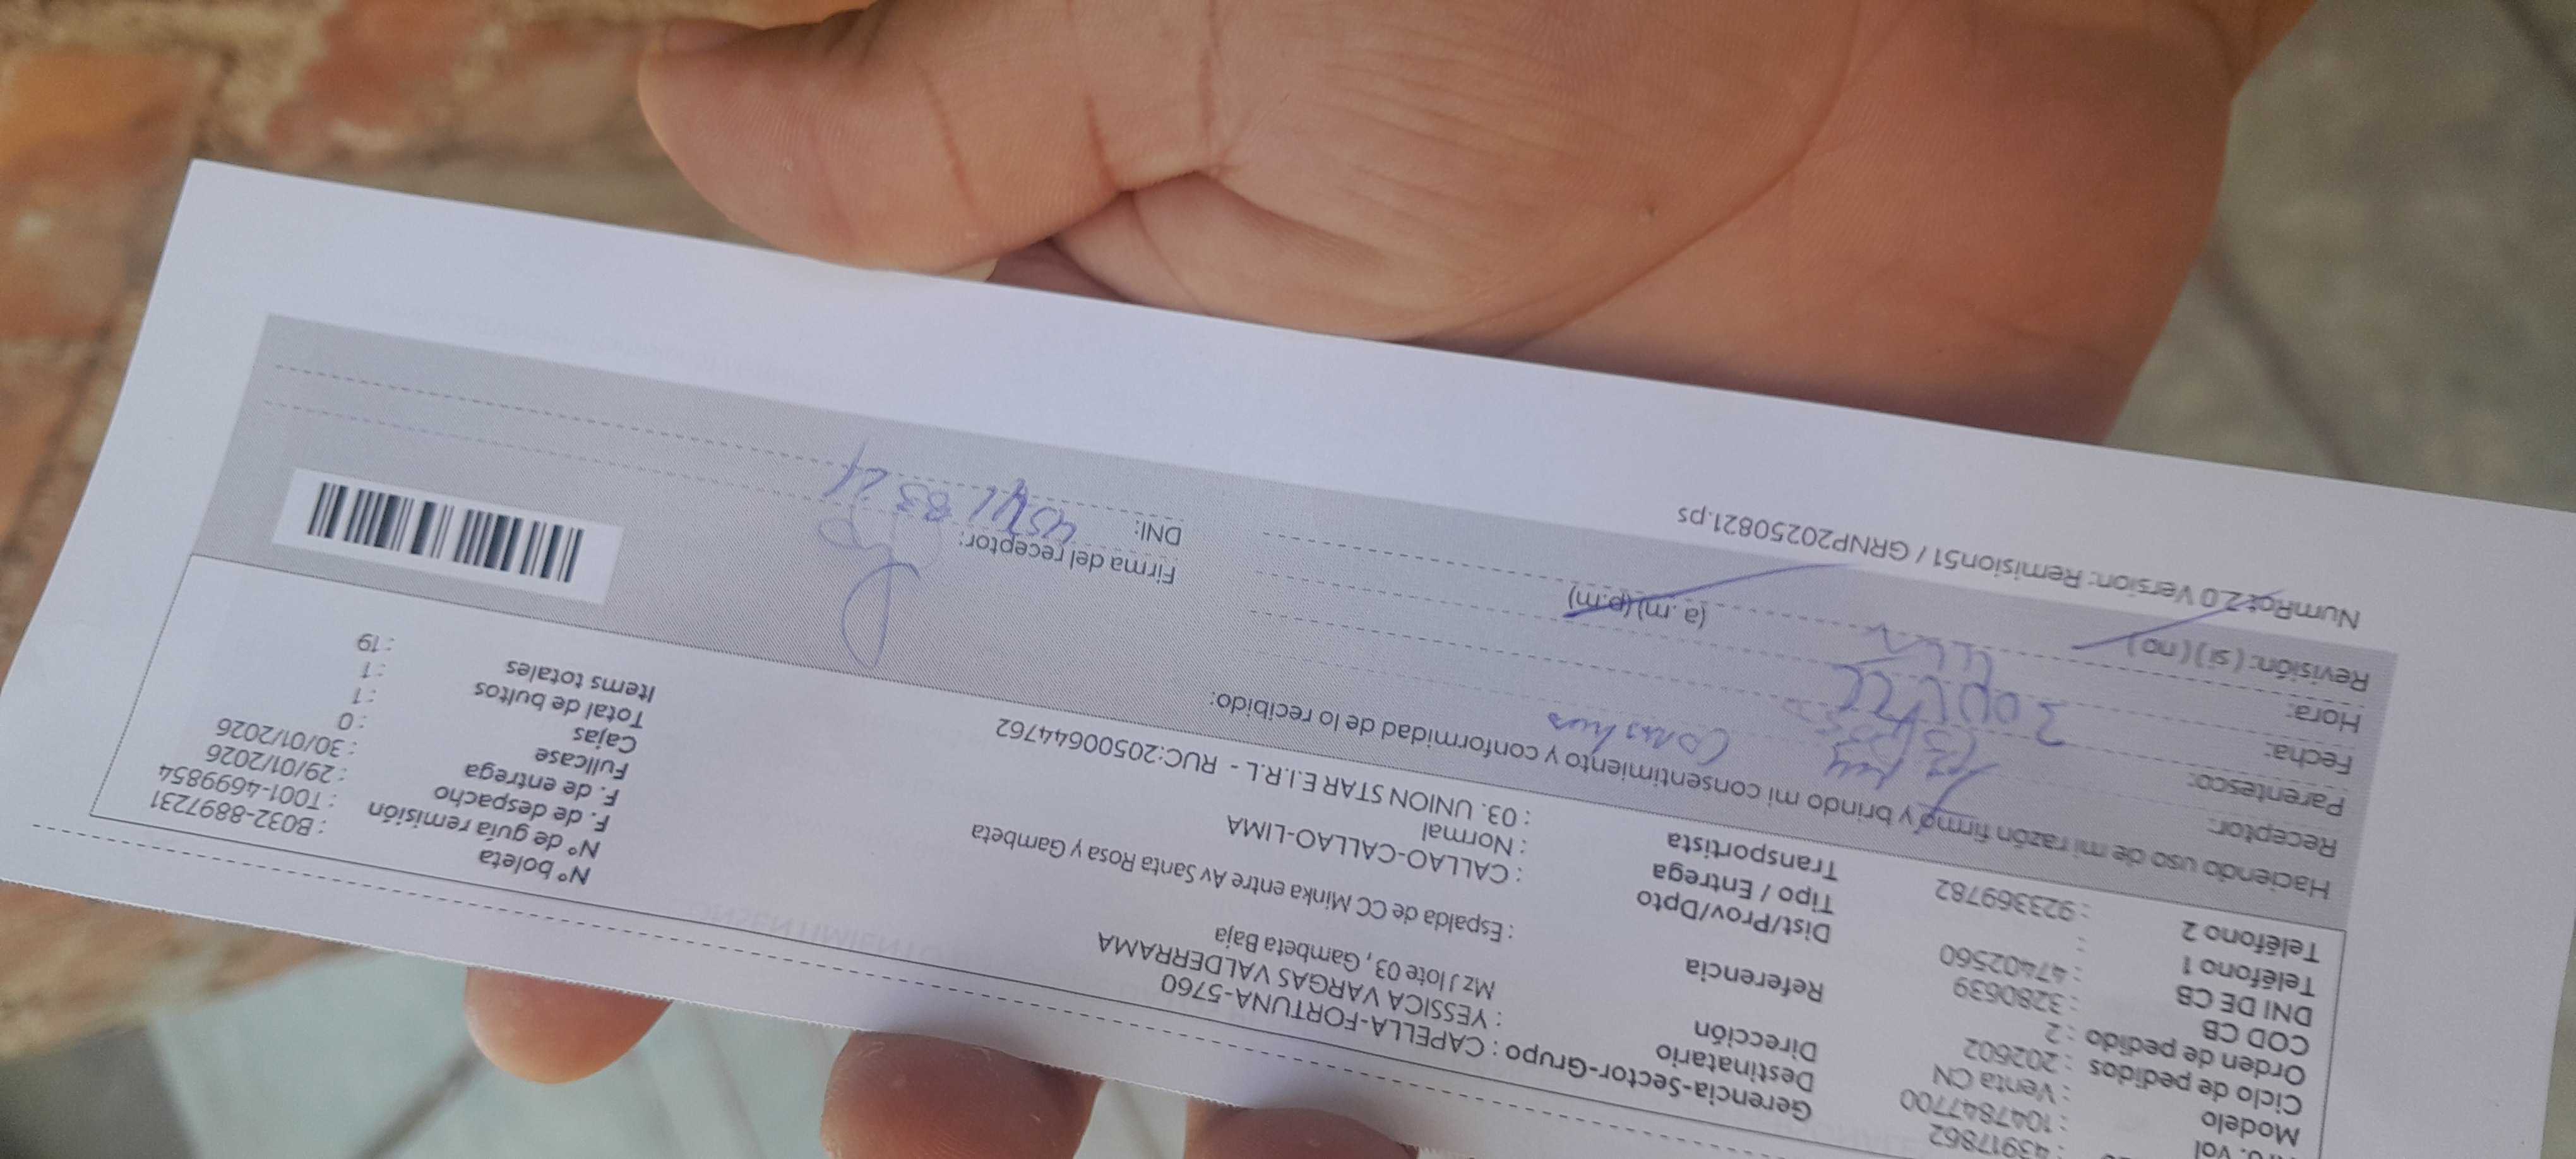 : 43917862
: 1047847700
Modelo : Venta CN
Ciclo de pedidos : 202602
Orden de pedido : 2
COD CB : 3280639
DNI DE CB : 47402560
Teléfono 1 :
Teléfono 2 : 923369782
Gerencia-Sector-Grupo : CAPELLA-FORTUNA-5760
Destinatario : YESSICA VARGAS VALDERRAMA
Dirección Mz J lote 03 , Gambeta Baja
Referencia : Espalda de CC Minka entre Av Santa Rosa y Gambeta
Dist/Prov/Dpto : CALLAO-CALLAO-LIMA
Tipo / Entrega : Normal
Transportista : 03. UNION STAR E.I.R.L - RUC:20500644762
Nº boleta : B032-8897231
Nº de guía remisión : T001-4699854
F. de despacho : 29/01/2026
F. de entrega : 30/01/2026
Fullcase : 0
Cajas : 1
Total de bultos : 1
Items totales : 19
Haciendo uso de mi razón firmo y brindo mi consentimiento y conformidad de lo recibido:
Receptor:
Parentesco:
Fecha:
Hora: (a .m) (p.m)
Revisión: ( si ) ( no )
Firma del receptor:
DNI:
NumRot 2.0 Version: Remision51 / GRNP20250821.ps